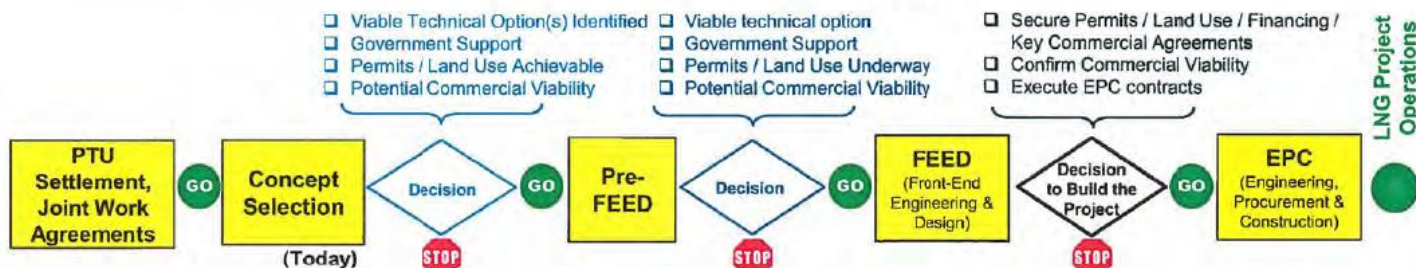 ❑ Viable Technical Option(s) Identified
❑ Government Support
❑ Permits / Land Use Achievable
❑ Potential Commercial Viability
❑ Viable technical option
❑ Government Support
❑ Permits / Land Use Underway
❑ Potential Commercial Viability
❑ Secure Permits / Land Use / Financing /
Key Commercial Agreements
❑ Confirm Commercial Viability
❑ Execute EPC contracts
LNG Project
Operations
PTU
Settlement,
Joint Work
Agreements
GO
Concept
Selection
(Today)
Decision
STOP
GO
Pre-
FEED
Decision
STOP
GO
FEED
(Front-End
Engineering &
Design)
Decision
to Build the
Project
STOP
GO
EPC
(Engineering,
Procurement &
Construction)